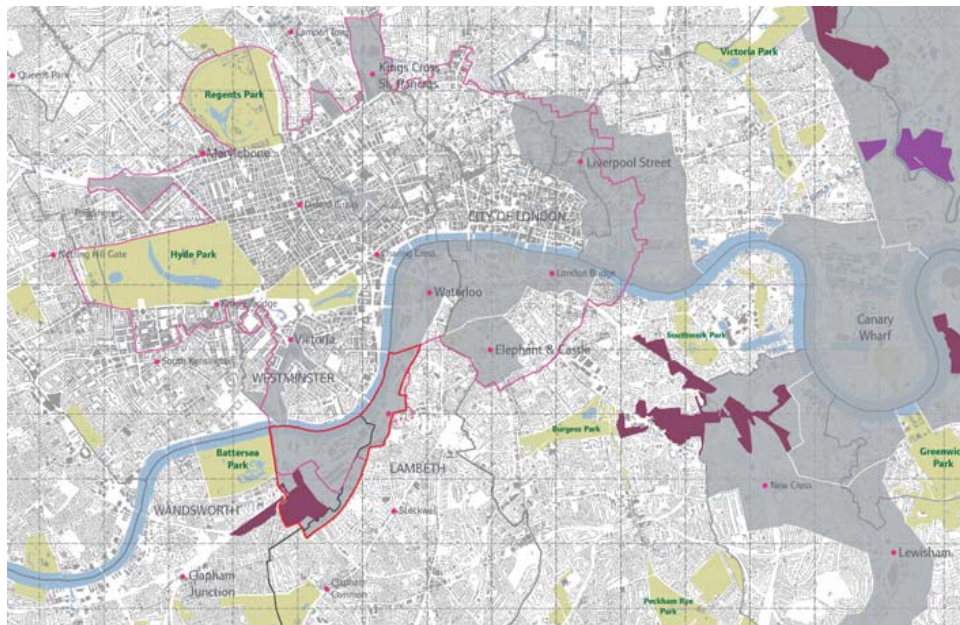 Camden Town
Victoria Park
Queens Park
Kings Cross
St. Pancras
Regents Park
Marylebone
Liverpool Street
Paddington
Oxford Circus
CITY OF LONDON
Notting Hill Gate
Hyde Park
Charing Cross
London Bridge
Waterloo
Knightsbridge
Canary
Wharf
Southwark Park
Victoria
Elephant & Castle
South Kensington
WESTMINSTER
Vauxhall
Burgess Park
Battersea
Park
LAMBETH
Greenwich
Park
WANDSWORTH
New Cross
Stockwell
Lewisham
Clapham
Junction
Clapham
Common
Peckham Rye
Park